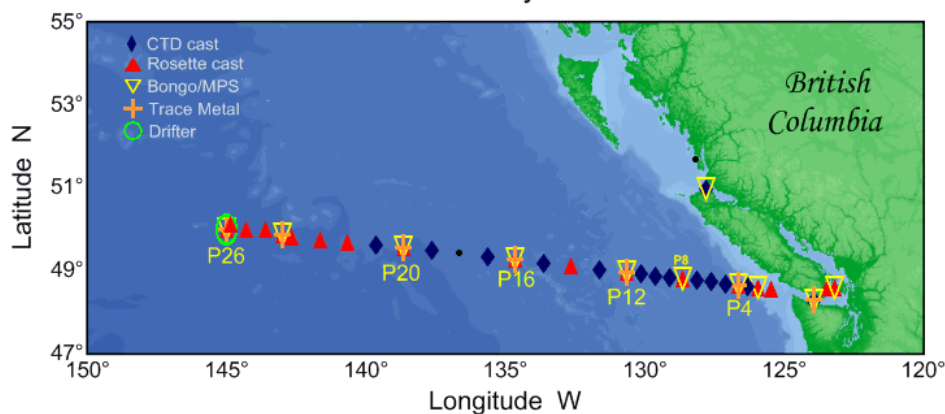 55°
53°
51°
49°
47°
Latitude N
CTD cast
Rosette cast
Bongo/MPS
Trace Metal
Drifter
British
Columbia
P26
P20
P16
P12
P8
P4
150°
145°
140°
135°
130°
125°
120°
Longitude W